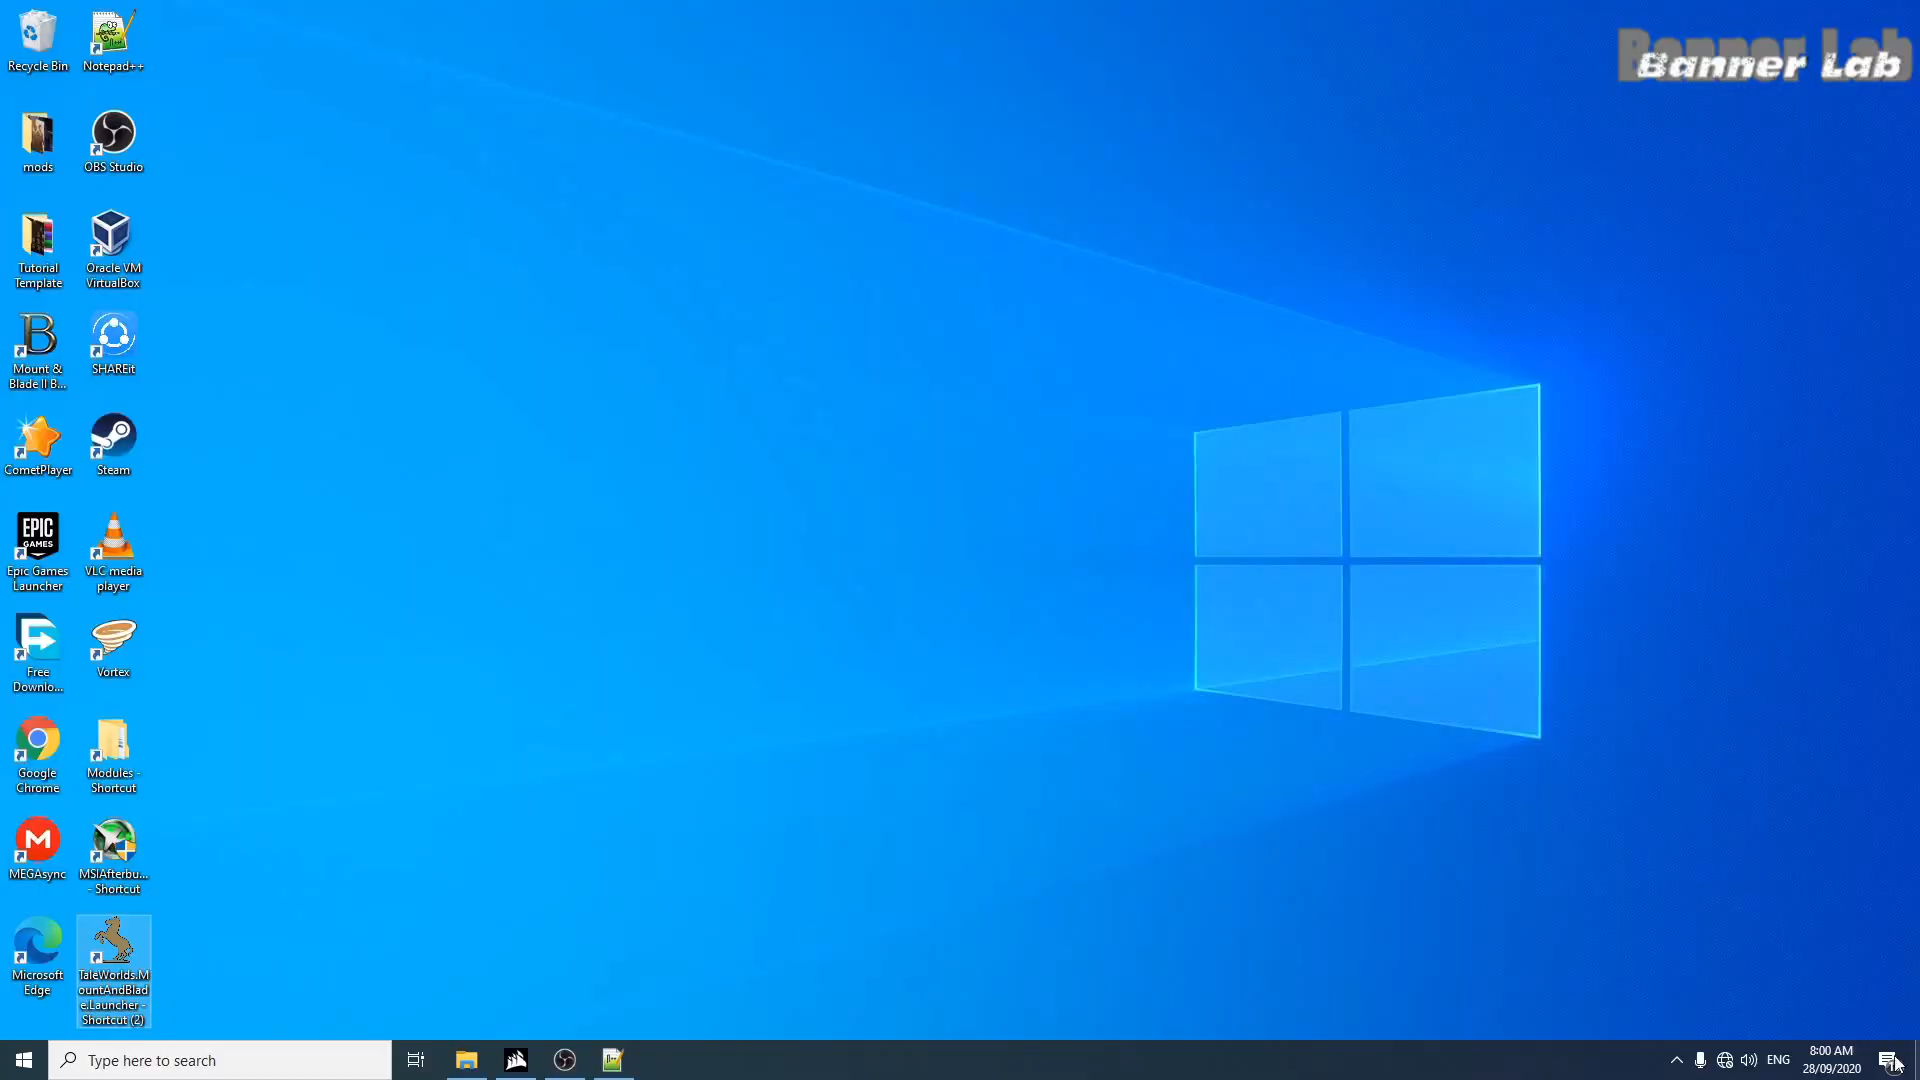 Banner Lab
Banner Lab
Recycle Bin
Notepad++
mods
OBS Studio
Tutorial
Template
Oracle VM
VirtualBox
Mount &
Blade II B...
SHAREit
CometPlayer
Steam
EPIC
GAMES
Epic Games
Launcher
VLC media
player
Free
Downlo...
Vortex
Google
Chrome
Modules -
Shortcut
MEGAsync
MSIAfterbu...
- Shortcut
Microsoft
Edge
TaleWorlds.M
ountAndBlad
e.Launcher -
Shortcut (2)
Type here to search
ENG
8:00 AM
28/09/2020